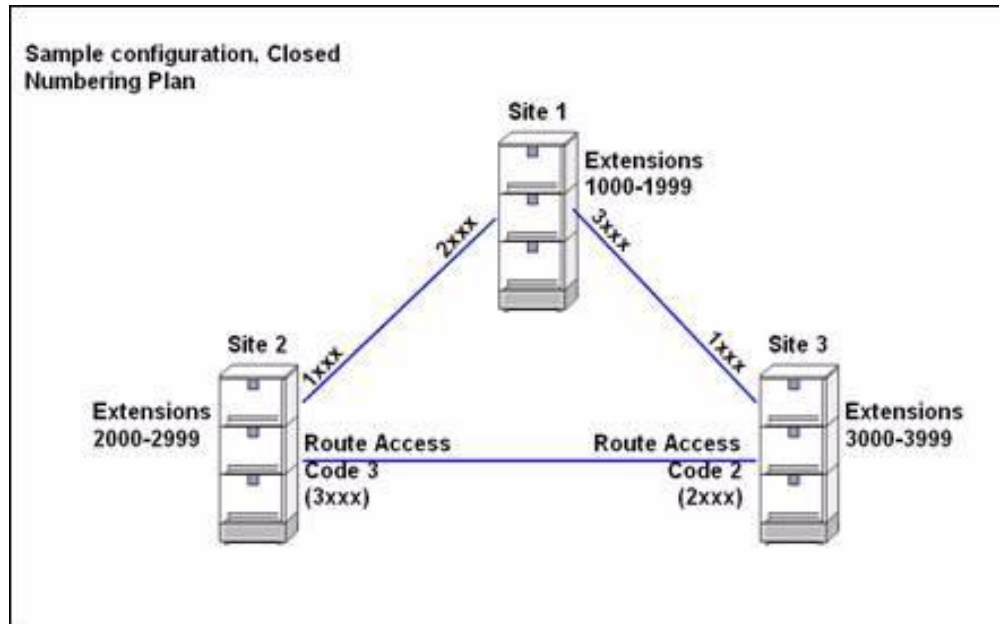 Sample configuration, Closed
Numbering Plan
Site 1
Extensions
1000-1999
2xxx
3xxx
Site 2
1xxx
1xxx
Site 3
Extensions
2000-2999
Extensions
3000-3999
Route Access
Code 3
(3xxx)
Route Access
Code 2
(2xxx)